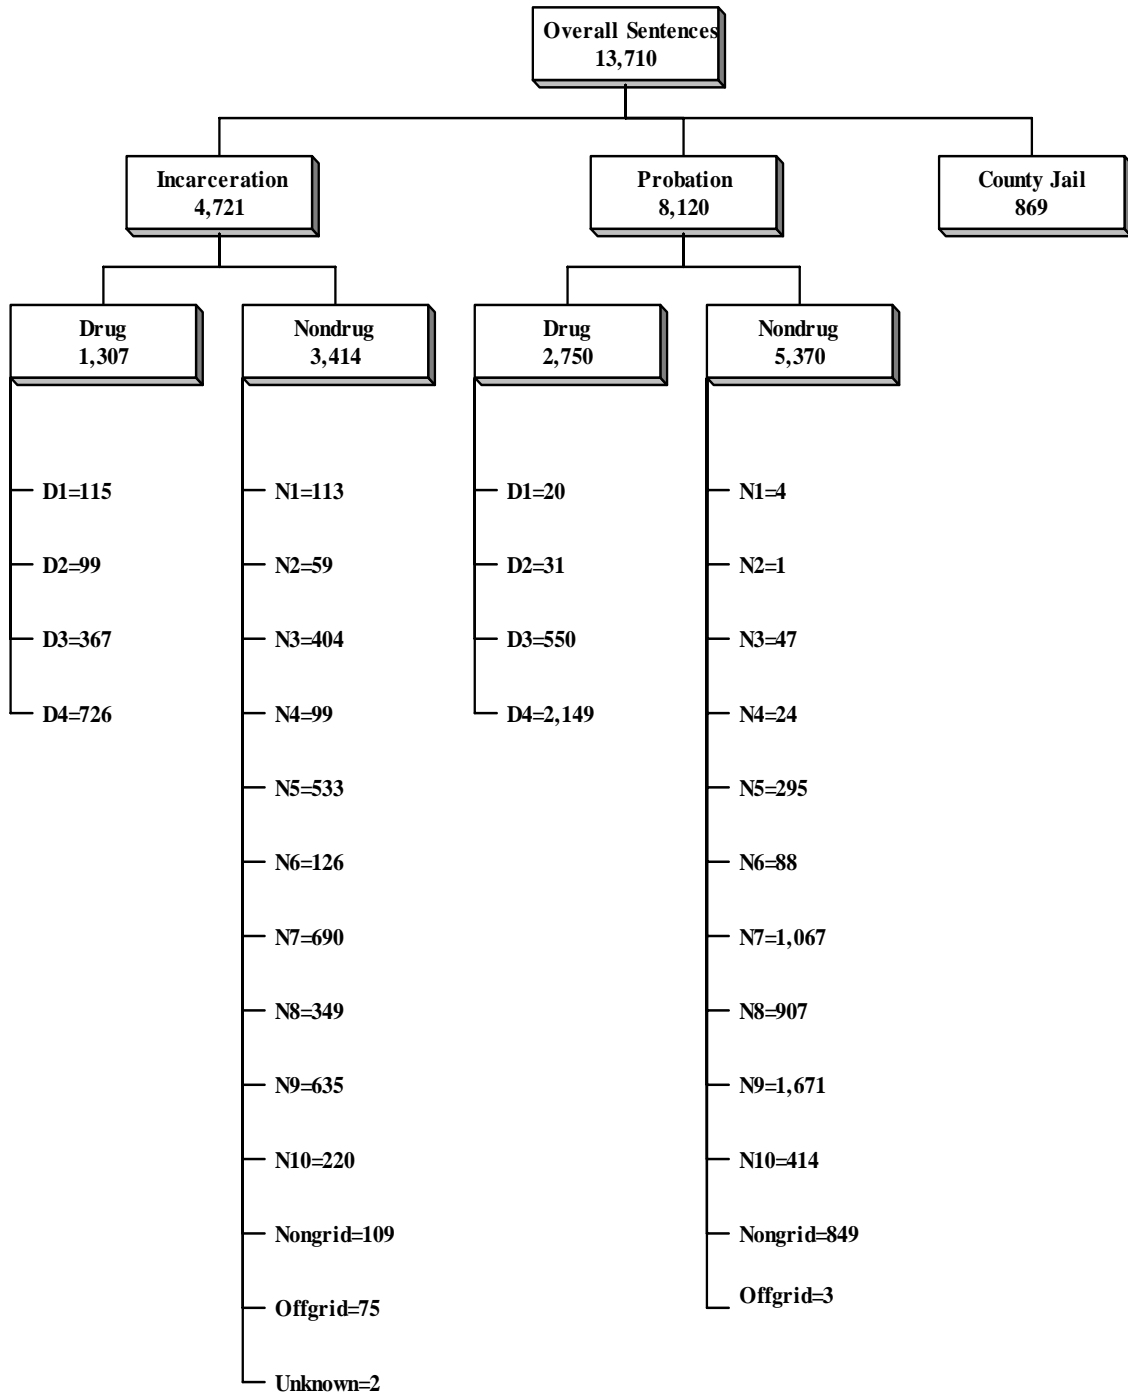 Overall Sentences
13,710
Incarceration
4,721
Probation
8,120
County Jail
869
Drug
1,307
Nondrug
3,414
Drug
2,750
Nondrug
5,370
D1=115
D2=99
D3=367
D4=726
N1=113
N2=59
N3=404
N4=99
N5=533
N6=126
N7=690
N8=349
N9=635
N10=220
Nongrid=109
Offgrid=75
Unknown=2
D1=20
D2=31
D3=550
D4=2,149
N1=4
N2=1
N3=47
N4=24
N5=295
N6=88
N7=1,067
N8=907
N9=1,671
N10=414
Nongrid=849
Offgrid=3